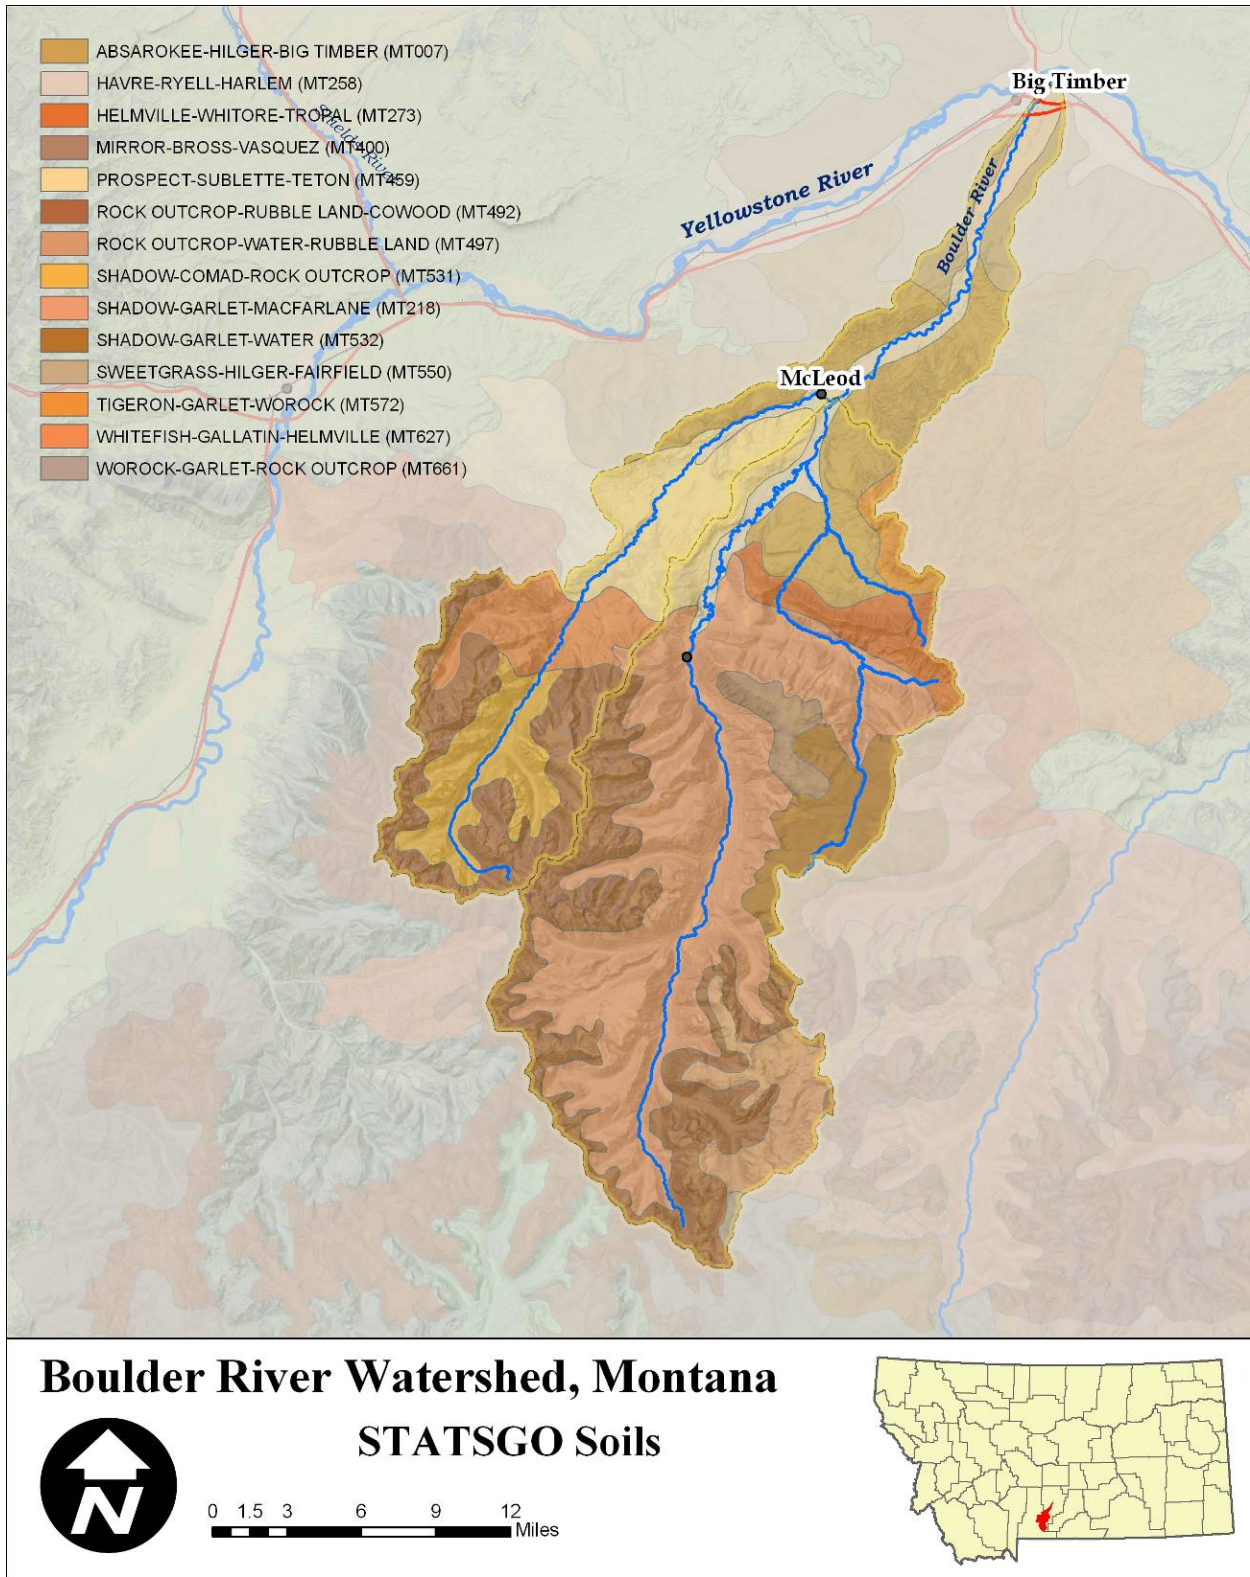 ABSAROKEE-HILGER-BIG TIMBER (MT007)
HAVRE-RYELL-HARLEM (MT258)
HELMVILLE-WHITORE-TROPAL (MT273)
MIRROR-BROSS-VASQUEZ (MT400)
PROSPECT-SUBLETTE-TETON (MT459)
ROCK OUTCROP-RUBBLE LAND-COWOOD (MT492)
ROCK OUTCROP-WATER-RUBBLE LAND (MT497)
SHADOW-COMAD-ROCK OUTCROP (MT531)
SHADOW-GARLET-MACFARLANE (MT218)
SHADOW-GARLET-WATER (MT532)
SWEETGRASS-HILGER-FAIRFIELD (MT550)
TIGERON-GARLET-WOROCK (MT572)
WHITEFISH-GALLATIN-HELMVILLE (MT627)
WOROCK-GARLET-ROCK OUTCROP (MT661)
Shields River
Big Timber
Yellowstone River
Boulder River
McLeod
Boulder River Watershed, Montana
STATSGO Soils
N
0 1.5 3 6 9 12
Miles